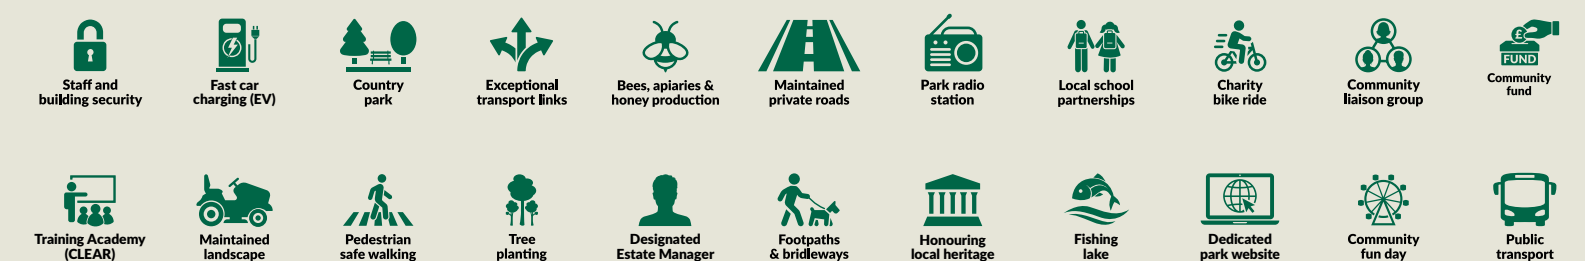 Staff and
building security
Fast car
charging (EV)
Country
park
Exceptional
transport links
Bees, apiaries &
honey production
Maintained
private roads
Park radio
station
Local school
partnerships
Charity
bike ride
Community
liaison group
£
FUND
Community
fund
Training Academy
(CLEAR)
Maintained
landscape
Pedestrian
safe walking
Tree
planting
Designated
Estate Manager
Footpaths
& bridleways
Honouring
local heritage
Fishing
lake
Dedicated
park website
Community
fun day
Public
transport